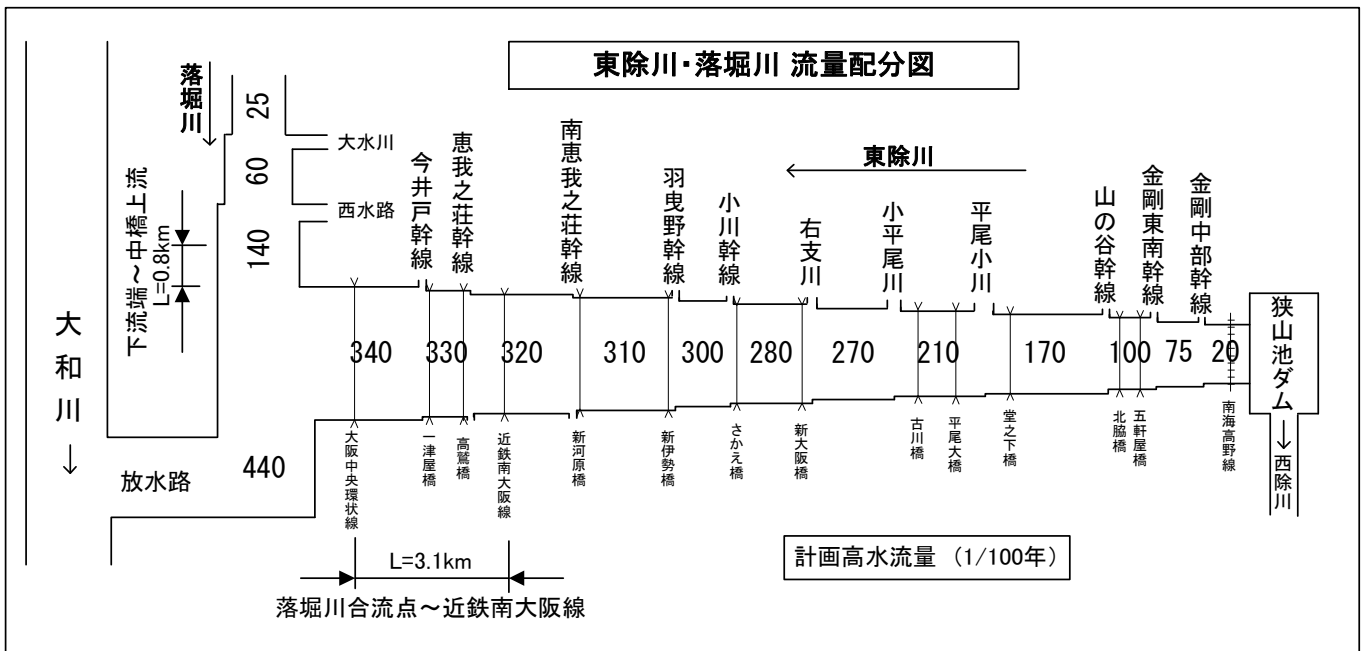 東除川・落堀川 流量配分図
落堀川
25
大水川
60
西水路
140
下流端～中橋上流
L=0.8km
大和川
↓
放水路
440
東除川
今井戸幹線
恵我之荘幹線
南恵我之荘幹線
羽曳野幹線
小川幹線
右支川
小平尾川
平尾小川
山の谷幹線
金剛東南幹線
金剛中部幹線
狭山池ダム
→西除川
340
330
320
310
300
280
270
210
170
100
75
20
大阪中央環状線
一津屋橋
高鷲橋
近鉄南大阪線
新河原橋
新伊勢橋
さかえ橋
新大阪橋
古川橋
平尾大橋
堂之下橋
北脇橋
五軒屋橋
南海高野線
L=3.1km
落堀川合流点～近鉄南大阪線
計画高水流量 （1/100年）